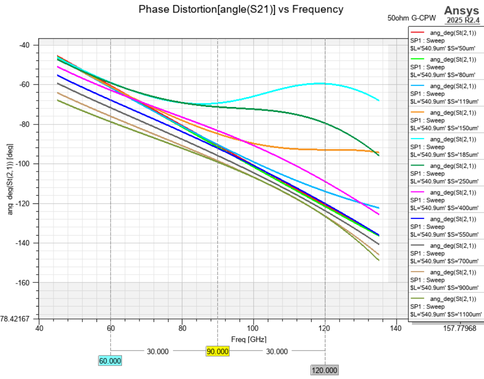 Phase Distortion[angle(S21)] vs Frequency
50ohm G-CPW
Ansys
2025 R2.4
ang_deg(St(2,1))
SP1 : Sweep
$L='540.9um' $S='50um'
ang_deg(St(2,1))
SP1 : Sweep
$L='540.9um' $S='80um'
ang_deg(St(2,1))
SP1 : Sweep
$L='540.9um' $S='119um'
ang_deg(St(2,1))
SP1 : Sweep
$L='540.9um' $S='150um'
ang_deg(St(2,1))
SP1 : Sweep
$L='540.9um' $S='185um'
ang_deg(St(2,1))
SP1 : Sweep
$L='540.9um' $S='250um'
ang_deg(St(2,1))
SP1 : Sweep
$L='540.9um' $S='400um'
ang_deg(St(2,1))
SP1 : Sweep
$L='540.9um' $S='550um'
ang_deg(St(2,1))
SP1 : Sweep
$L='540.9um' $S='700um'
ang_deg(St(2,1))
SP1 : Sweep
$L='540.9um' $S='900um'
ang_deg(St(2,1))
SP1 : Sweep
$L='540.9um' $S='1100um'
ang_deg(St(2,1)) [deg]
-40
-60
-80
-100
-120
-140
-160
78.42167
157.77968
40 60 80 100 120 140
Freq [GHz]
60.000
30.000
90.000
30.000
120.000